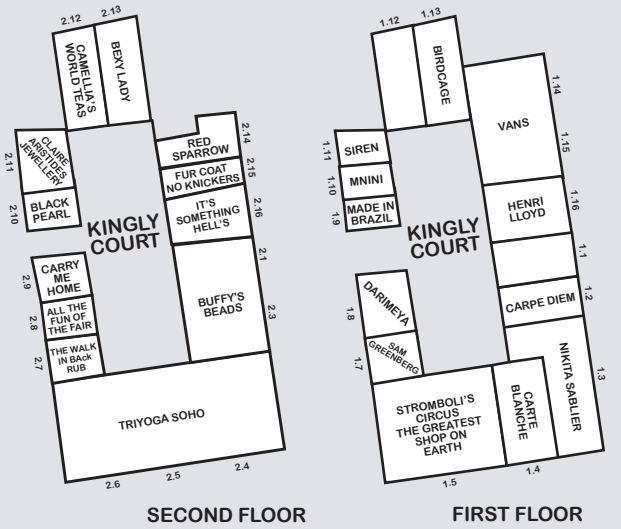 2.12
2.13
CAMELLIA'S
WORLD TEAS
BEXY LADY
2.11
CLAIRE
ARISTIDES
JEWELLERY
2.10
BLACK
PEARL
RED
SPARROW
2.14
FUR COAT
NO KNICKERS
2.15
IT'S
SOMETHING
HELL'S
2.16
KINGLY
COURT
2.1
BUFFY'S
BEADS
2.3
CARRY
ME
HOME
2.9
ALL THE
FUN OF
THE FAIR
2.8
THE WALK
IN BAcK
RUB
2.7
TRIYOGA SOHO
2.6
2.5
2.4
SECOND FLOOR
1.12
1.13
BIRDCAGE
VANS
1.14
1.15
1.11
SIREN
1.10
MNINI
1.9
MADE IN
BRAZIL
HENRI
LLOYD
1.16
KINGLY
COURT
1.1
CARPE DIEM
1.2
DARIMEYA
1.8
SAM
GREENBERG
1.7
NIKITA SABLIER
1.3
STROMBOLI'S
CIRCUS
THE GREATEST
SHOP ON
EARTH
CARTE
BLANCHE
1.5
1.4
FIRST FLOOR